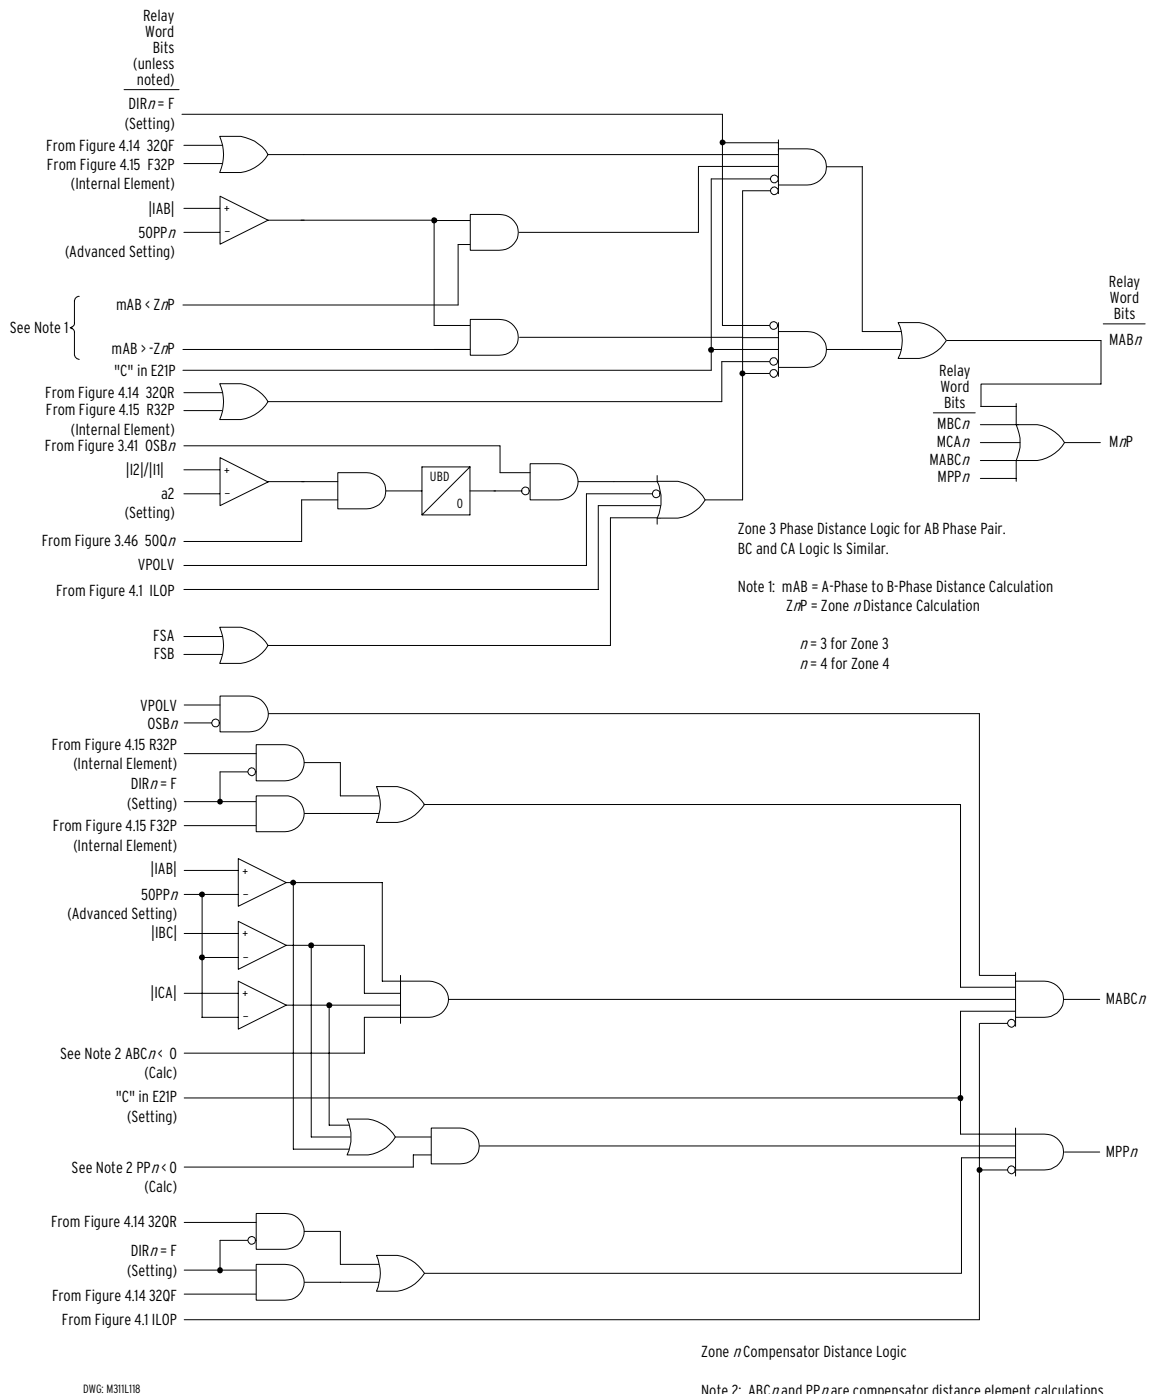 Relay
Word
Bits
(unless
noted)
DIRn = F
(Setting)
From Figure 4.14 32QF
From Figure 4.15 F32P
(Internal Element)
|IAB|
+
50PPn
−
(Advanced Setting)
mAB < ZnP
See Note 1
mAB > -ZnP
"C" in E21P
From Figure 4.14 32QR
From Figure 4.15 R32P
(Internal Element)
From Figure 3.41 OSBn
|I2|/|I1|
+
a2
−
(Setting)
UBD
0
From Figure 3.46 50Qn
VPOLV
From Figure 4.1 ILOP
FSA
FSB
Relay
Word
Bits
MABn
Relay
Word
Bits
MBCn
MCAn
MABCn
MPPn
MnP
Zone 3 Phase Distance Logic for AB Phase Pair.
BC and CA Logic Is Similar.
Note 1: mAB = A-Phase to B-Phase Distance Calculation
ZnP = Zone n Distance Calculation
n = 3 for Zone 3
n = 4 for Zone 4
VPOLV
OSBn
From Figure 4.15 R32P
(Internal Element)
DIRn = F
(Setting)
From Figure 4.15 F32P
(Internal Element)
|IAB|
+
50PPn
−
(Advanced Setting)
|IBC|
+
−
|ICA|
+
−
MABCn
See Note 2 ABCn < 0
(Calc)
"C" in E21P
(Setting)
MPPn
See Note 2 PPn < 0
(Calc)
From Figure 4.14 32QR
DIRn = F
(Setting)
From Figure 4.14 32QF
From Figure 4.1 ILOP
Zone n Compensator Distance Logic
DWG: M311L118
Note 2: ABCn and PPn are compensator distance element calculations